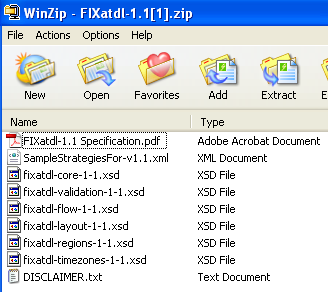 WinZip - FIXatdl-1.1[1].zip
File Actions Options Help
New Open Favorites Add Extract
Name Type
FIXatdl-1.1 Specification.pdf Adobe Acrobat Document
SampleStrategiesFor-v1.1.xml XML Document
fixatdl-core-1-1.xsd XSD File
fixatdl-validation-1-1.xsd XSD File
fixatdl-flow-1-1.xsd XSD File
fixatdl-layout-1-1.xsd XSD File
fixatdl-regions-1-1.xsd XSD File
fixatdl-timezones-1-1.xsd XSD File
DISCLAIMER.txt Text Document